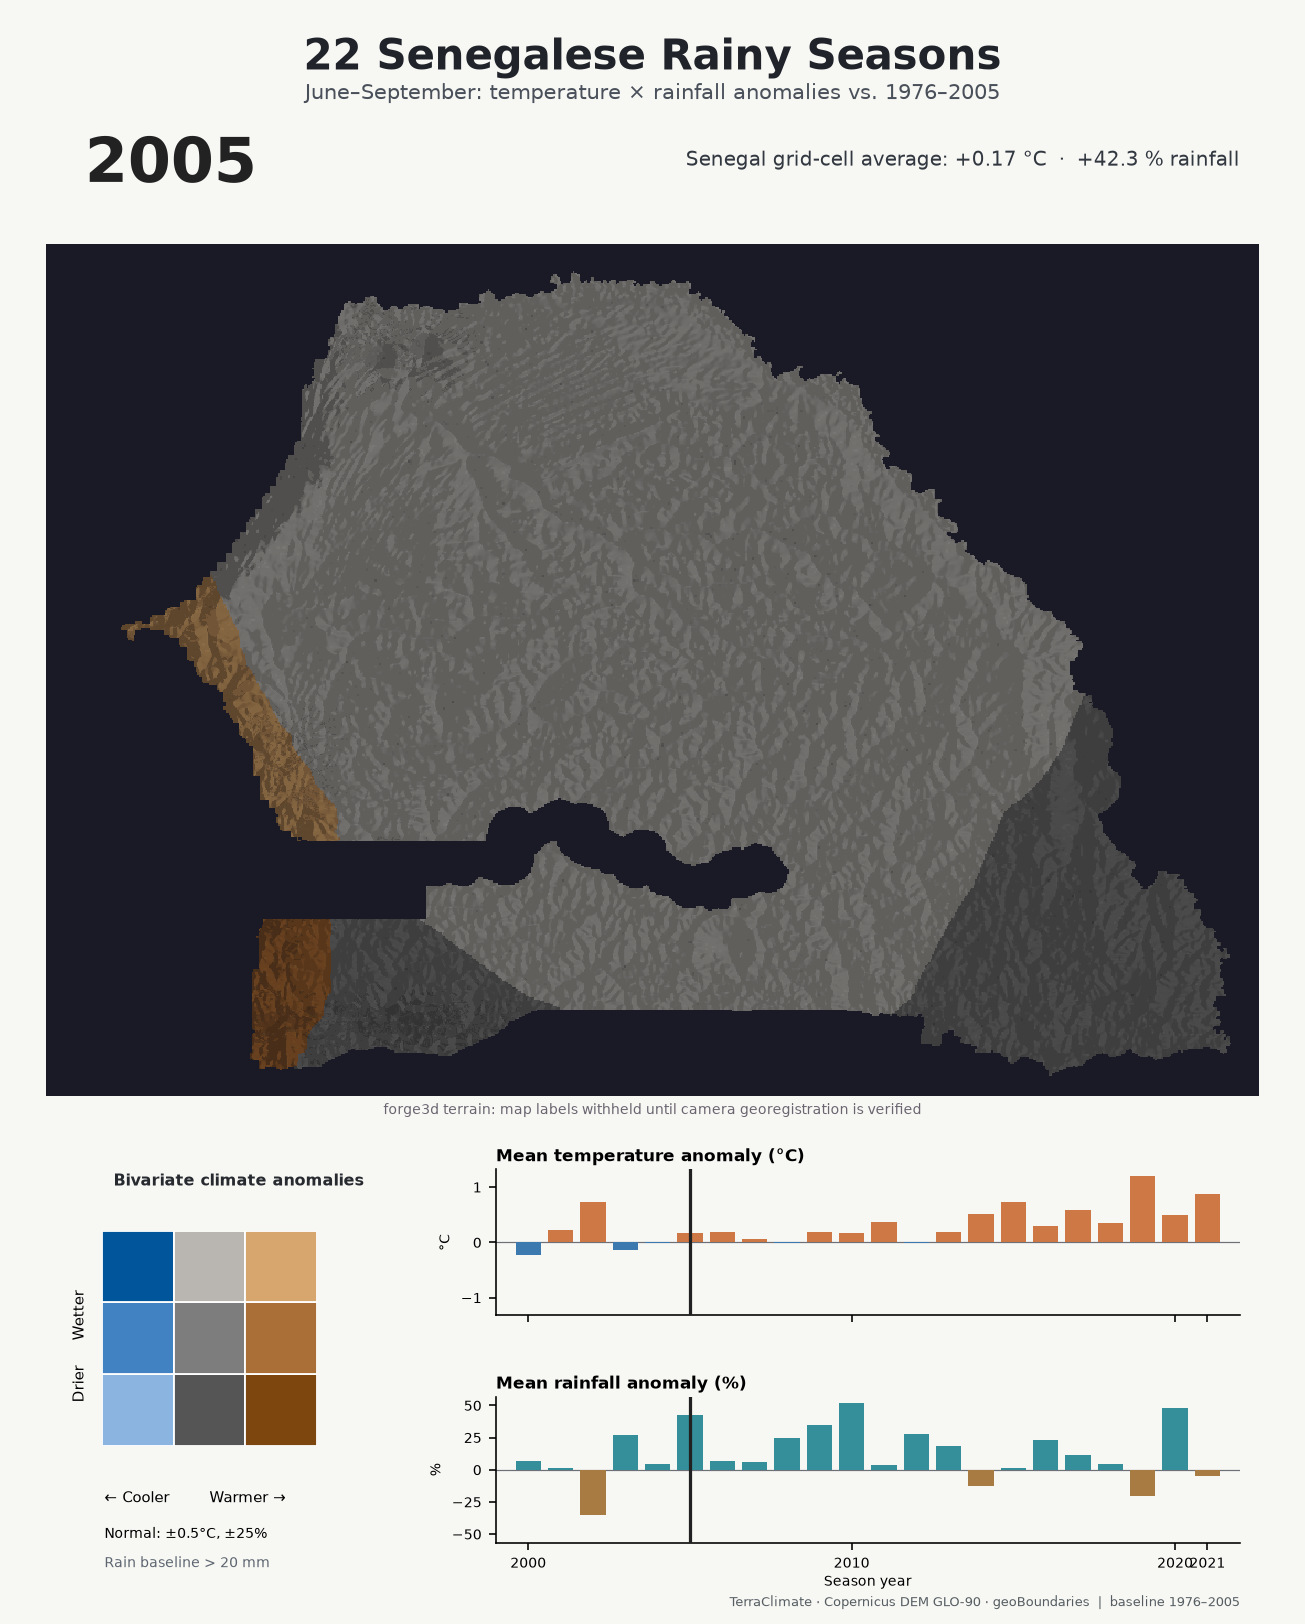 22 Senegalese Rainy Seasons
June–September: temperature × rainfall anomalies vs. 1976–2005
2005
Senegal grid-cell average: +0.17 °C · +42.3 % rainfall
forge3d terrain: map labels withheld until camera georegistration is verified
Bivariate climate anomalies
Wetter
Drier
← Cooler
Warmer →
Normal: ±0.5°C, ±25%
Rain baseline > 20 mm
Mean temperature anomaly (°C)
°C
1
0
−1
Mean rainfall anomaly (%)
%
50
25
0
−25
−50
2000
2010
2020
2021
Season year
TerraClimate · Copernicus DEM GLO-90 · geoBoundaries | baseline 1976–2005